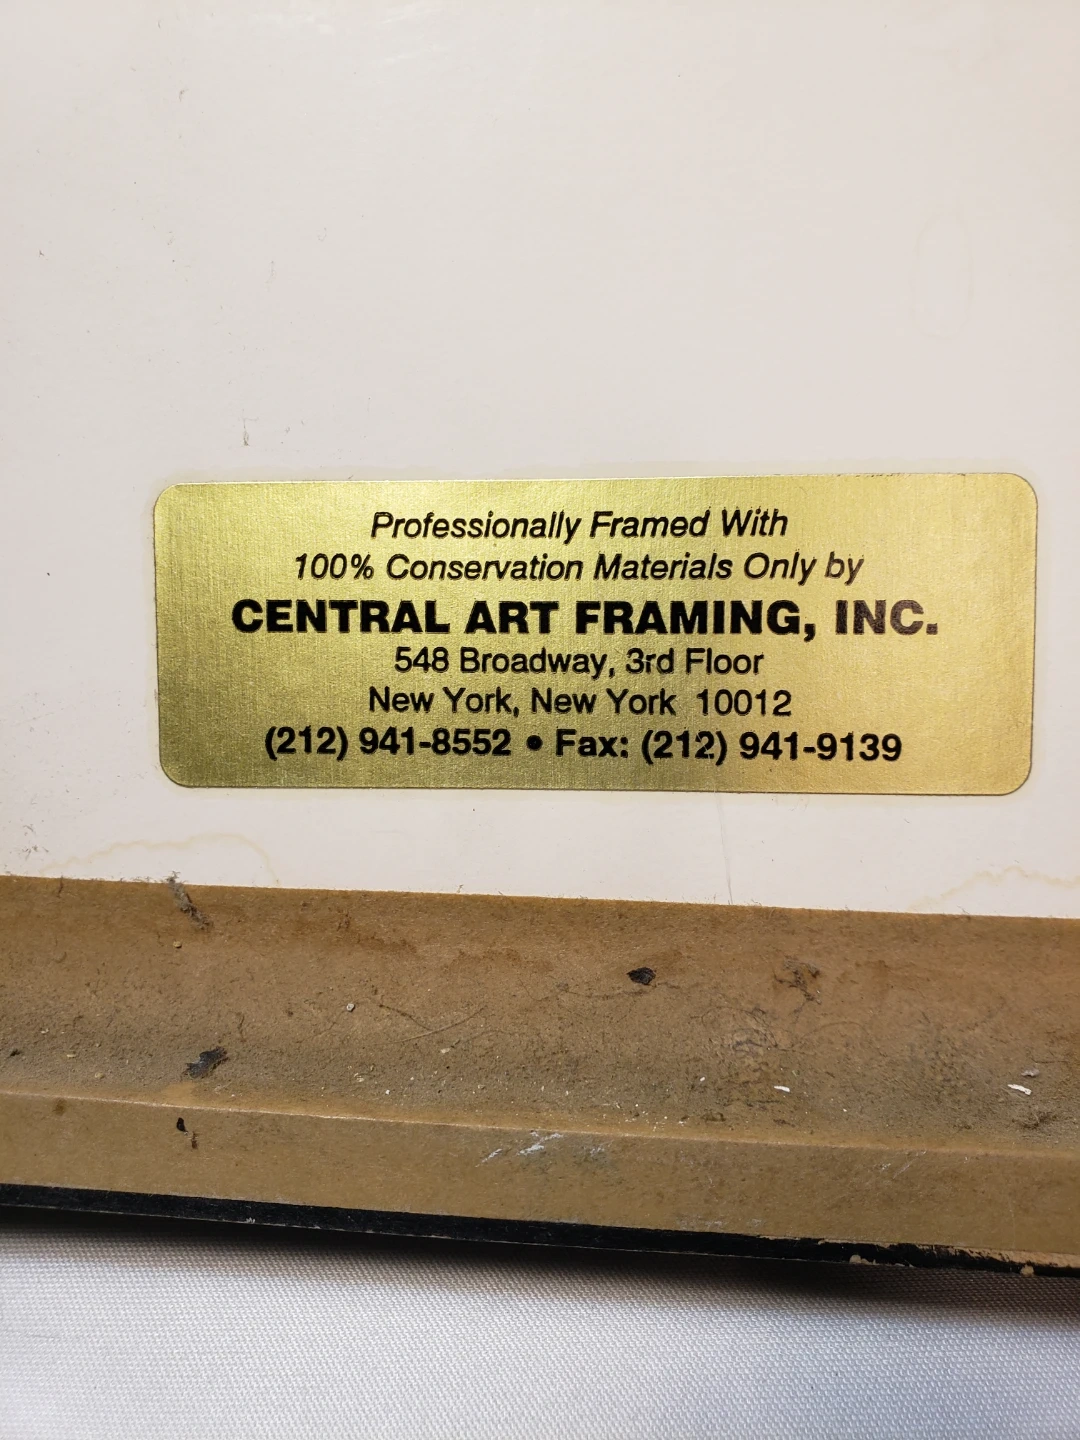 Professionally Framed With
100% Conservation Materials Only by
CENTRAL ART FRAMING, INC.
548 Broadway, 3rd Floor
New York, New York 10012
(212) 941-8552 • Fax: (212) 941-9139